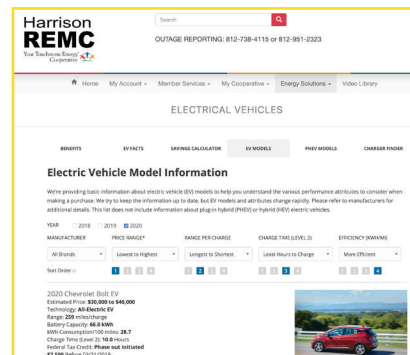 Harrison
REMC
Your Touchstone Energy
Cooperative
Search
OUTAGE REPORTING: 812-738-4115 or 812-951-2323
Home My Account Member Services My Cooperative Energy Solutions Video Library
ELECTRICAL VEHICLES
BENEFITS EV FACTS SAVINGS CALCULATOR EV MODELS PHEV MODELS CHARGER FINDER
Electric Vehicle Model Information
We're providing basic information about electric vehicle (EV) models to help you understand the various performance attributes to consider when
making a purchase. We try to keep the information up to date, but EV models and attributes change rapidly. Please refer to manufacturers for
additional details. This list does not include information about plug-in hybrid (PHEV) or hybrid (HEV) electric vehicles.
YEAR 2018 2019 2020
MANUFACTURER PRICE RANGE* RANGE PER CHARGE CHARGE TIME (LEVEL 2) EFFICIENCY (KWH/MI)
All Brands Lowest to Highest Longest to Shortest Least Hours to Charge More Efficient
Sort Order 1 2 3 4 1 2 3 4 1 2 3 4 1 2 3 4
2020 Chevrolet Bolt EV
Estimated Price: $30,000 to $40,000
Technology: All-Electric EV
Range: 259 miles/charge
Battery Capacity: 66.0 kWh
kWh Consumption/100 miles: 28.7
Charge Time (Level 2): 10.0 Hours
Federal Tax Credit: Phase out initiated
$7,500 Before 03/31/2019